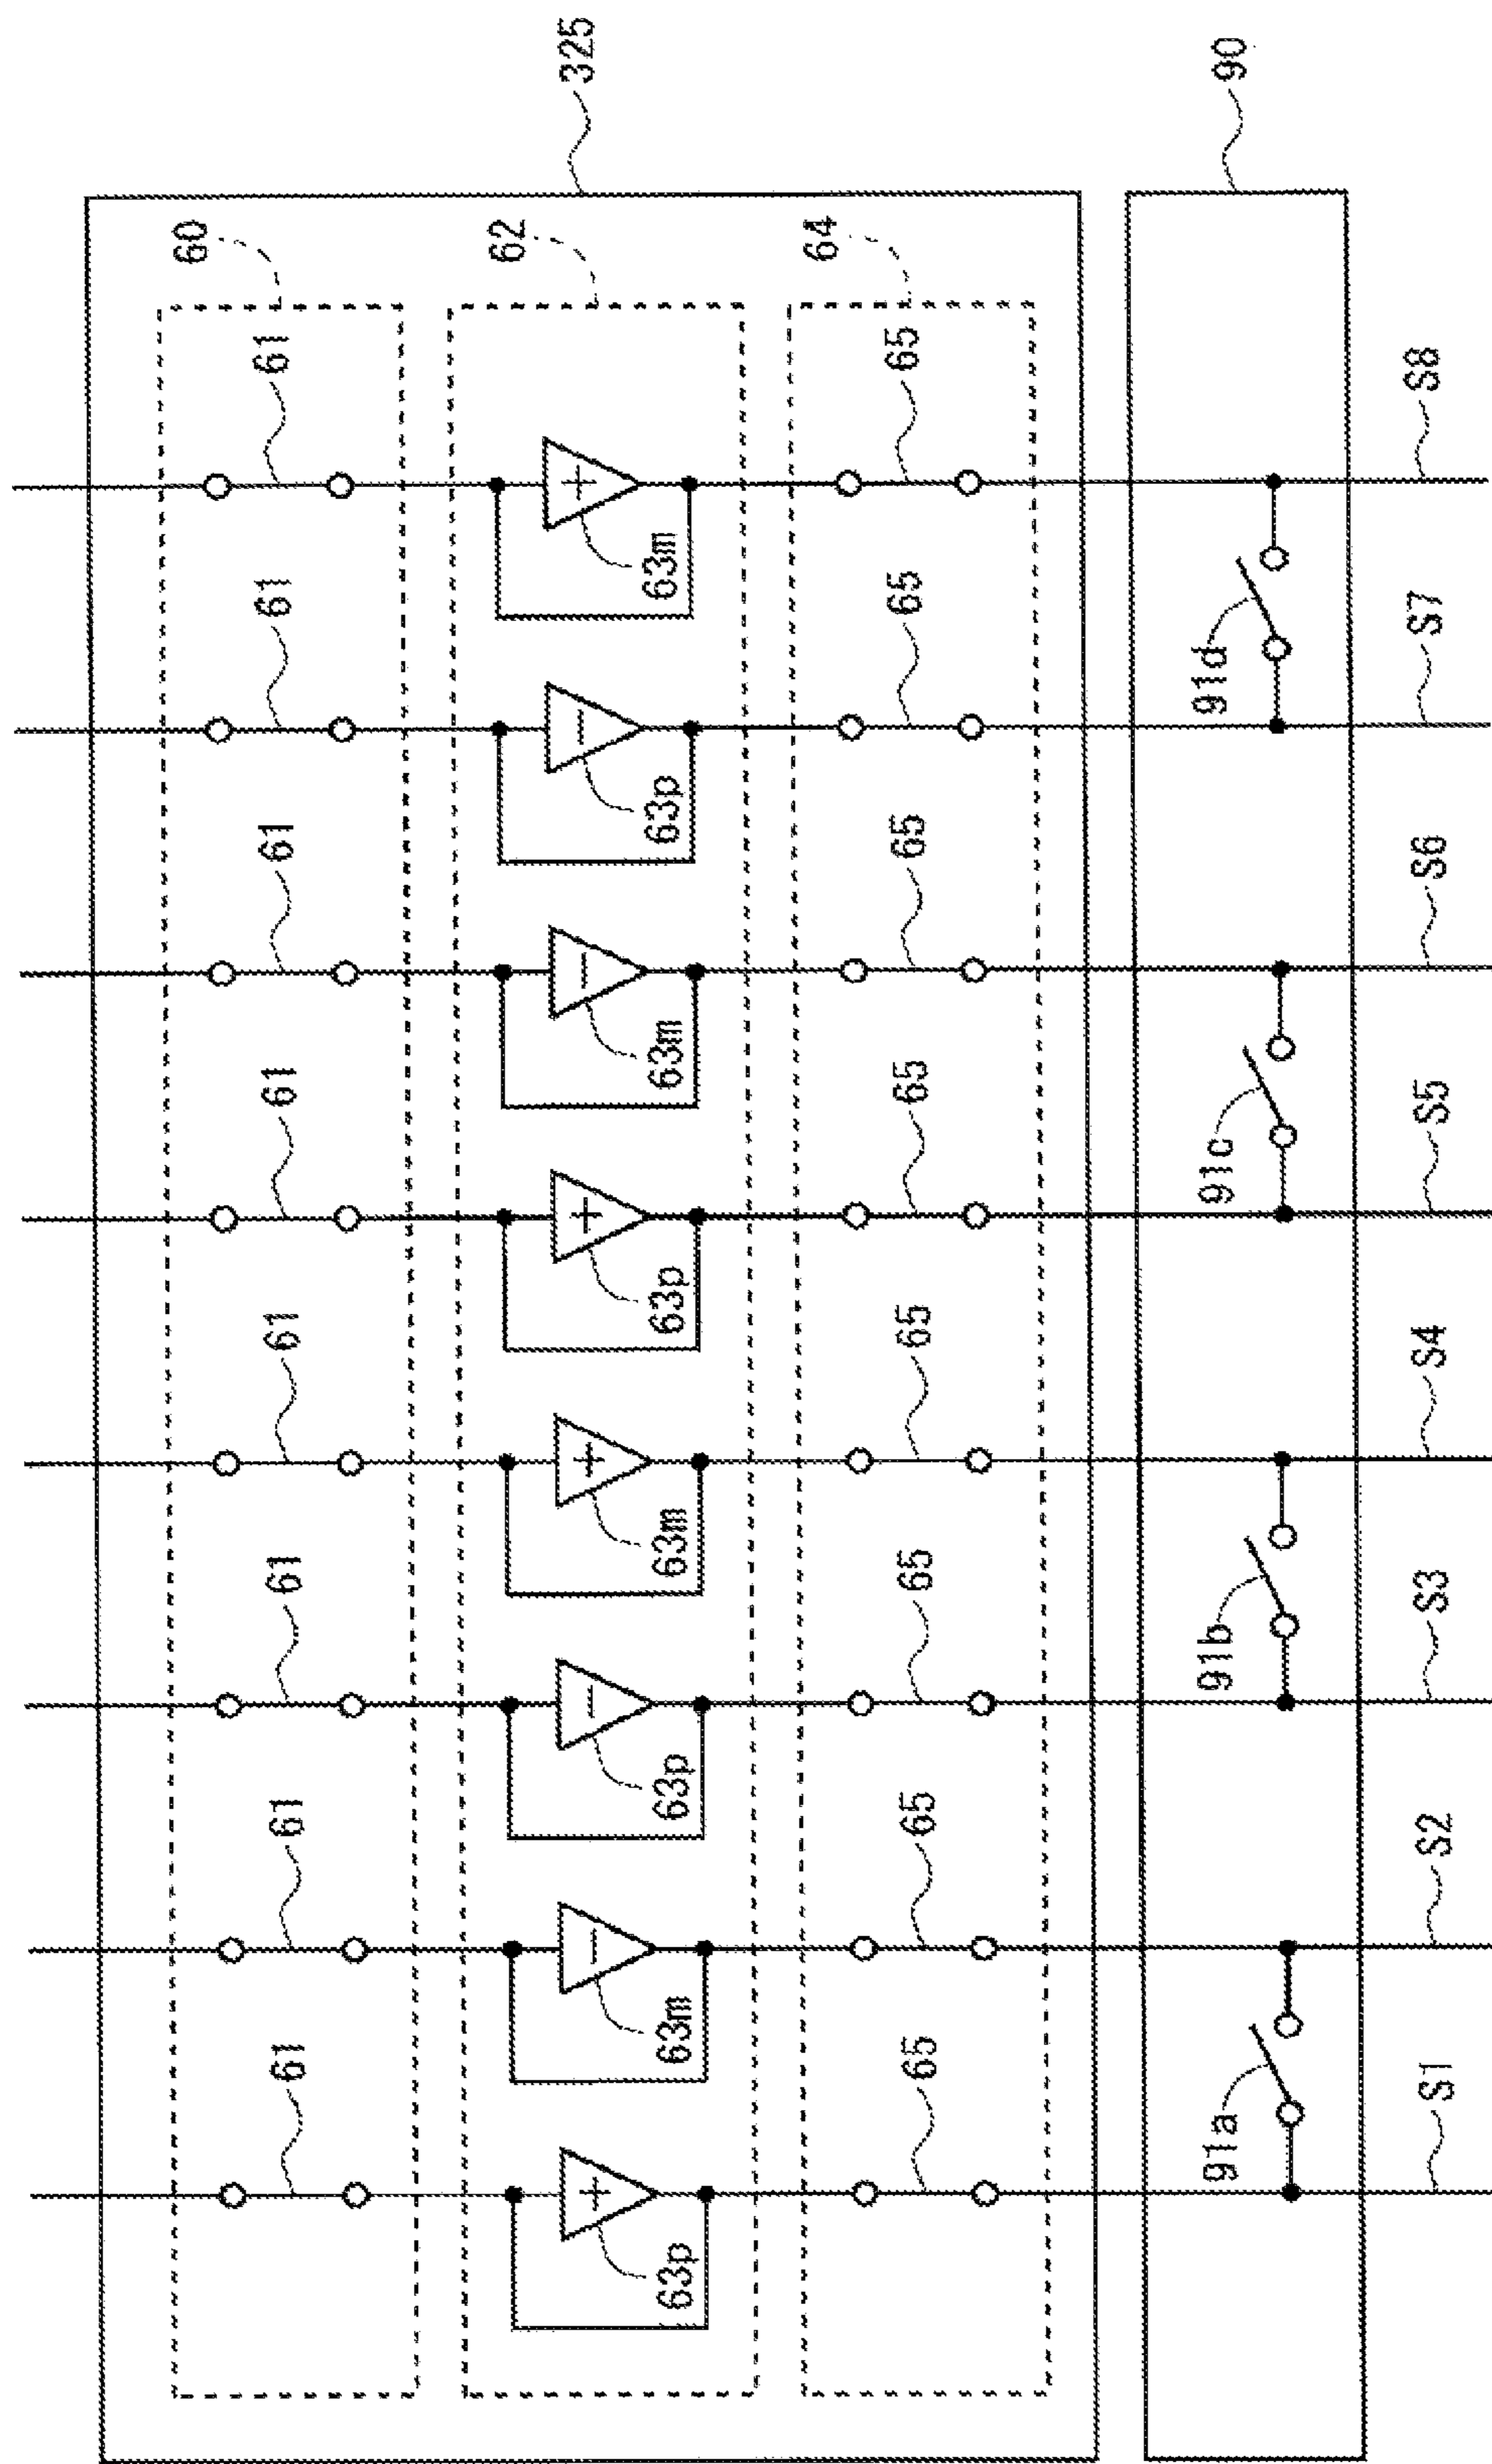 60
61 61 61 61 61 61 61 61
62
325
+ − − + + − − +
63p 63m 63p 63m 63p 63m 63p 63m
64
65 65 65 65 65 65 65 65
91a 91b 91c 91d
90
S1 S2 S3 S4 S5 S6 S7 S8